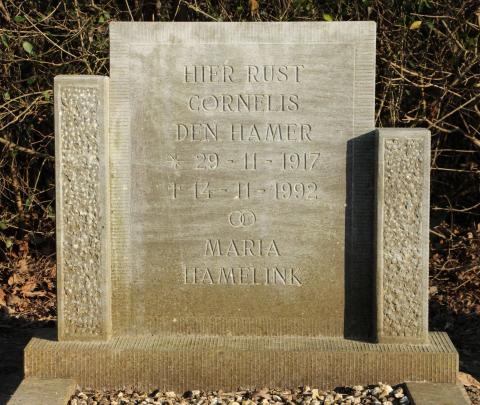 HIER RUST
CORNELIS
DEN HAMER
* 29 - 11 - 1917
† 14 - 11 - 1992
⚭
MARIA
HAMELINK